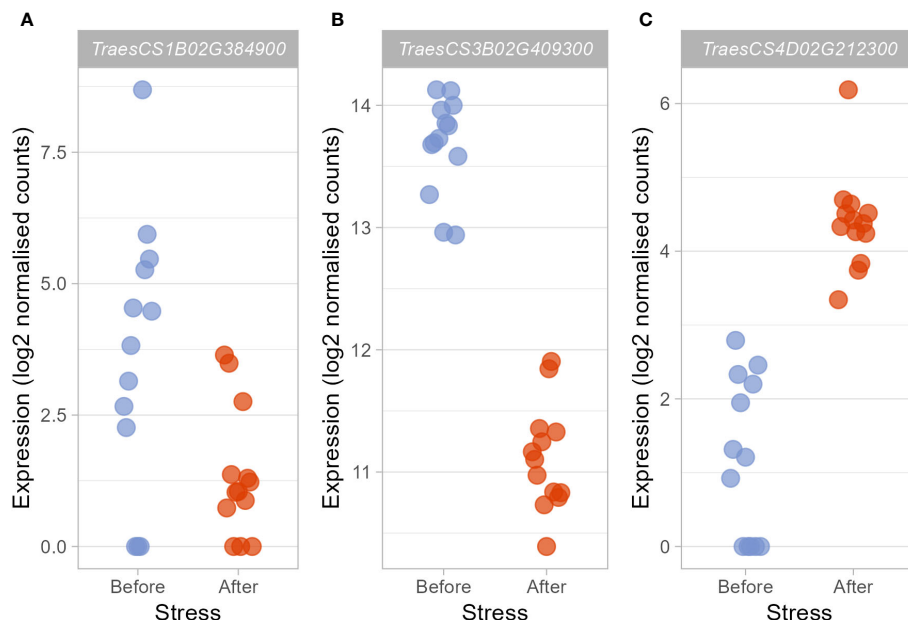 A
B
C
TraesCS1B02G384900
TraesCS3B02G409300
TraesCS4D02G212300
Expression (log2 normalised counts)
7.5
5.0
2.5
0.0
Before
After
Stress
Expression (log2 normalised counts)
14
13
12
11
Before
After
Stress
Expression (log2 normalised counts)
6
4
2
0
Before
After
Stress